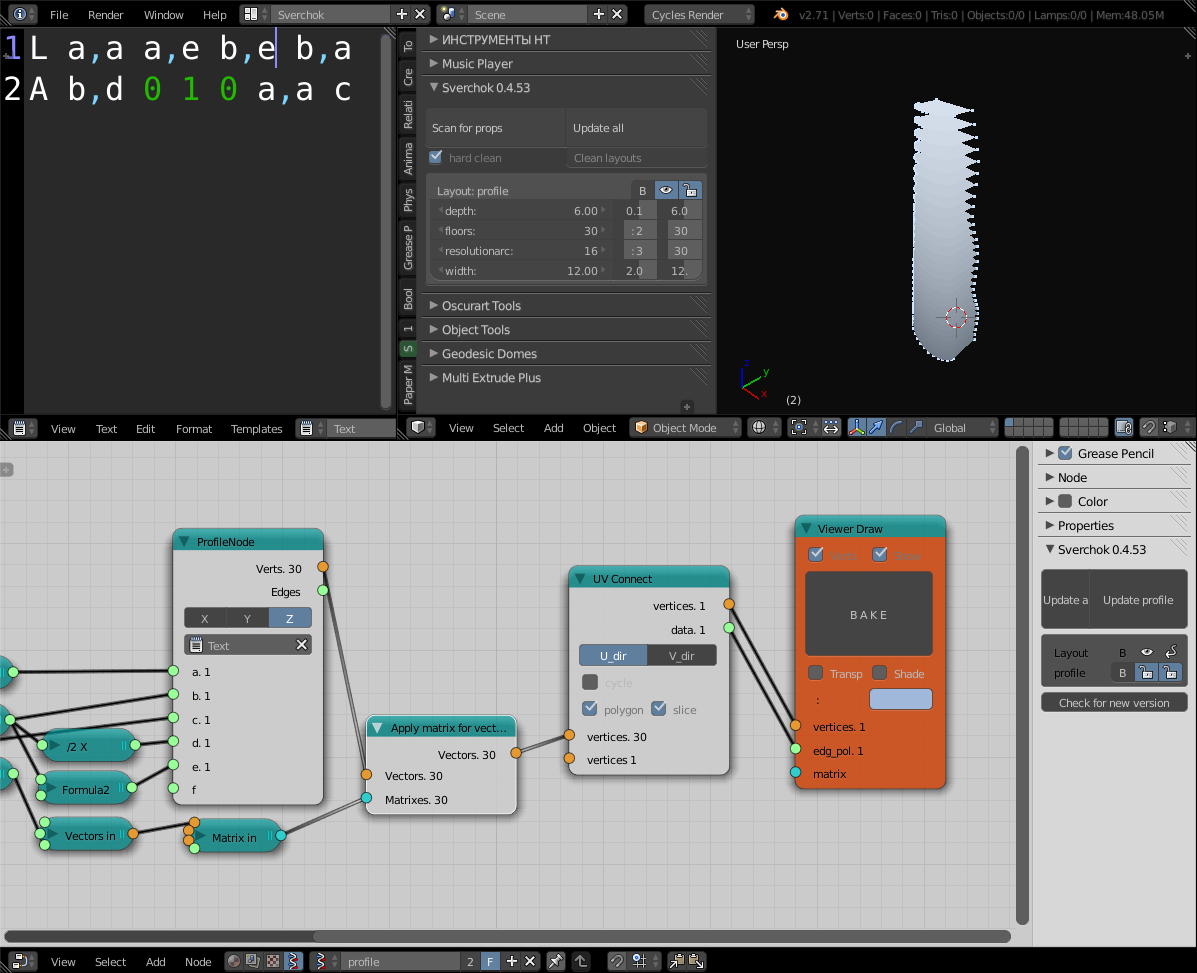 File Render Window Help Sverchok Scene Cycles Render v2.71 | Verts:0 | Faces:0 | Tris:0 | Objects:0/0 | Lamps:0/0 | Mem:48.05M
1 L a,a a,e b,e b,a
2 A b,d 0 1 0 a,a c
To
Cre
Relati
Anima
Phys
Grease P
Bool
1
S
Paper M
ИНСТРУМЕНТЫ НТ
Music Player
Sverchok 0.4.53
Scan for props Update all
hard clean Clean layouts
Layout: profile B
depth: 6.00 0.1 6.0
floors: 30 :2 30
resolutionarc: 16 :3 30
width: 12.00 2.0 12.
Oscurart Tools
Object Tools
Geodesic Domes
Multi Extrude Plus
User Persp
z
y
x
(2)
View Text Edit Format Templates Text
View Select Add Object Object Mode Global
ProfileNode
Verts. 30
Edges
X Y Z
Text
a. 1
b. 1
c. 1
d. 1
e. 1
f
/2 X
Formula2
Vectors in
Matrix in
Apply matrix for vect...
Vectors. 30
Vectors. 30
Matrixes. 30
UV Connect
vertices. 1
data. 1
U_dir V_dir
cycle
polygon slice
vertices. 30
vertices 1
Viewer Draw
BAKE
Transp Shade
:
vertices. 1
edg_pol. 1
matrix
Grease Pencil
Node
Color
Properties
Sverchok 0.4.53
Update a Update profile
Layout B
profile B
Check for new version
View Select Add Node profile 2 F